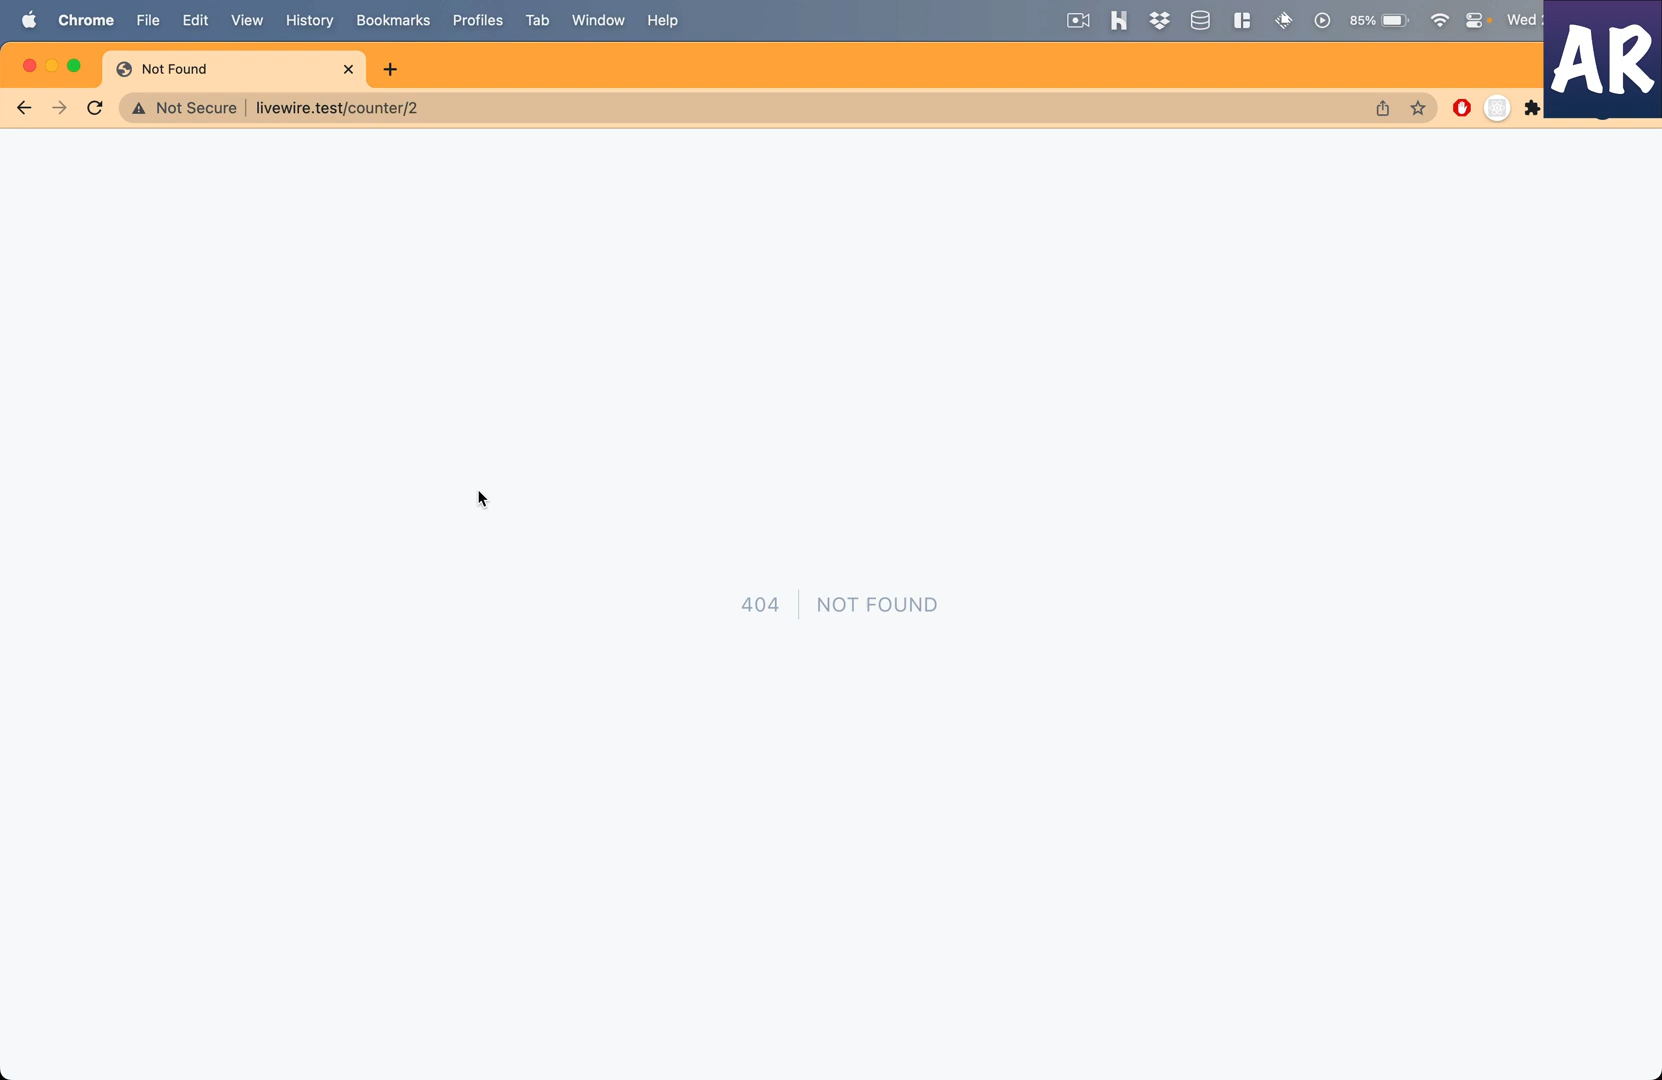 Chrome File Edit View History Bookmarks Profiles Tab Window Help 85% Wed
AR
Not Found
Not Secure livewire.test/counter/2
404 NOT FOUND